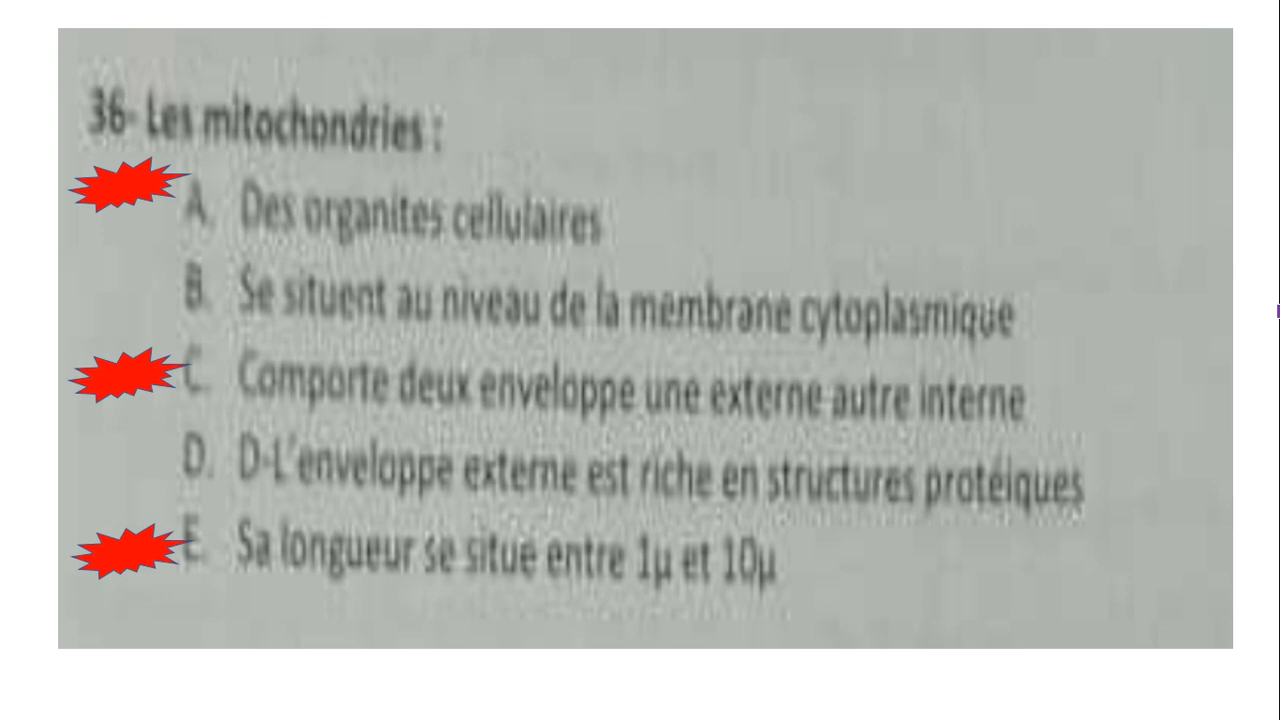 36- Les mitochondries :
A. Des organites cellulaires
B. Se situent au niveau de la membrane cytoplasmique
C. Comporte deux enveloppe une externe autre interne
D. D-L'enveloppe externe est riche en structures protéiques
E. Sa longueur se situe entre 1µ et 10µ